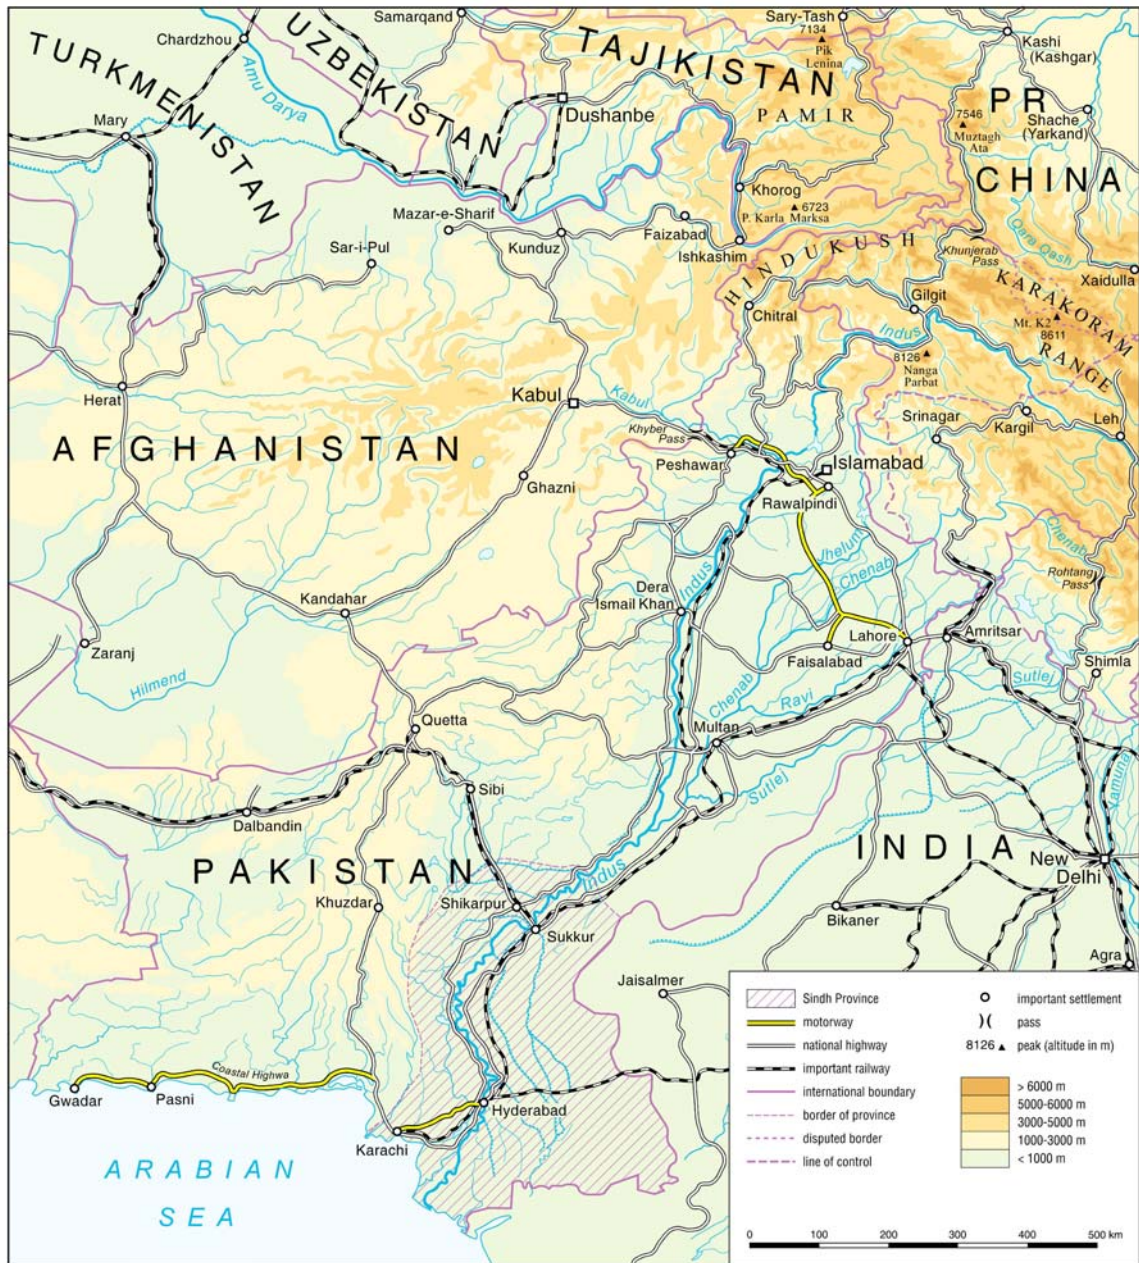 Samarqand
Sary-Tash
7134
Pik
Lenina
Chardzhou
UZBEKISTAN
TAJIKISTAN
Kashi
(Kashgar)
TURKMENISTAN
Amu Darya
Dushanbe
PAMIR
PR
CHINA
7546
Muztagh
Ata
Shache
(Yarkand)
Mary
Khorog
6723
P. Karla Marksa
Mazar-e-Sharif
Kunduz
Faizabad
Ishkashim
HINDUKUSH
Khunjerab
Pass
Qara Qash
Sar-i-Pul
Xaidulla
KARAKORAM
RANGE
Chitral
Gilgit
Mt. K2
8611
Indus
8126
Nanga
Parbat
Herat
Kabul
Kabul
Srinagar
Kargil
Leh
AFGHANISTAN
Khyber
Pass
Peshawar
Islamabad
Rawalpindi
Ghazni
Jhelum
Chenab
Chenab
Rohtang
Pass
Dera
Ismail Khan
Indus
Kandahar
Lahore
Amritsar
Zaranj
Faisalabad
Shimla
Hilmend
Chenab
Ravi
Sutlej
Quetta
Multan
Sutlej
Yamuna
Sibi
Dalbandin
INDIA
New
Delhi
PAKISTAN
Indus
Khuzdar
Shikarpur
Bikaner
Sukkur
Agra
Jaisalmer
Coastal Highwa
Gwadar
Pasni
Hyderabad
Karachi
ARABIAN
SEA
Sindh Province
motorway
national highway
important railway
international boundary
border of province
disputed border
line of control
important settlement
pass
8126 peak (altitude in m)
> 6000 m
5000-6000 m
3000-5000 m
1000-3000 m
< 1000 m
0 100 200 300 400 500 km